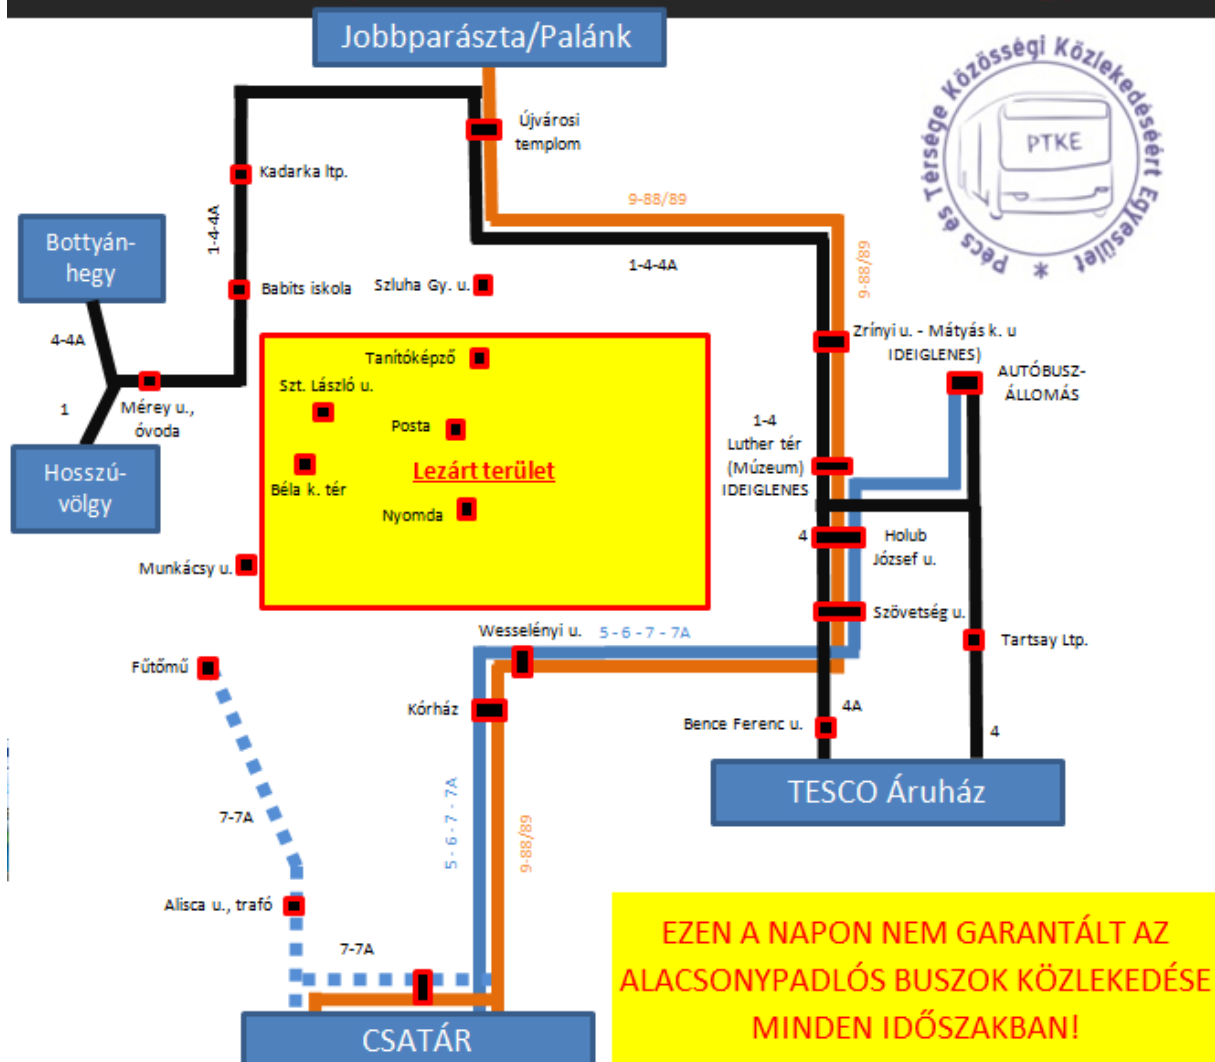 Jobbparászta/Palánk
Pécs és Térsége Közösségi Közlekedéséért Egyesület *
PTKE
Újvárosi
templom
Kadarka ltp.
9-88/89
1-4-4A
Bottyán-
hegy
1-4-4A
9-88/89
Babits iskola
Szluha Gy. u.
4-4A
Zrínyi u. - Mátyás k. u
IDEIGLENES)
Tanítóképző
AUTÓBUSZ-
ÁLLOMÁS
Szt. László u.
1
Mérey u.,
óvoda
Posta
1-4
Luther tér
(Múzeum)
IDEIGLENES
Hosszú-
völgy
Lezárt terület
Béla k. tér
Nyomda
4
Holub
József u.
Munkácsy u.
Szövetség u.
Wesselényi u.
5 - 6 - 7 - 7A
Tartsay Ltp.
Fűtőmű
Kórház
4A
Bence Ferenc u.
4
TESCO Áruház
7-7A
5 - 6 - 7 - 7A
9-88/89
Alisca u., trafó
7-7A
EZEN A NAPON NEM GARANTÁLT AZ
ALACSONYPADLÓS BUSZOK KÖZLEKEDÉSE
MINDEN IDŐSZAKBAN!
CSATÁR